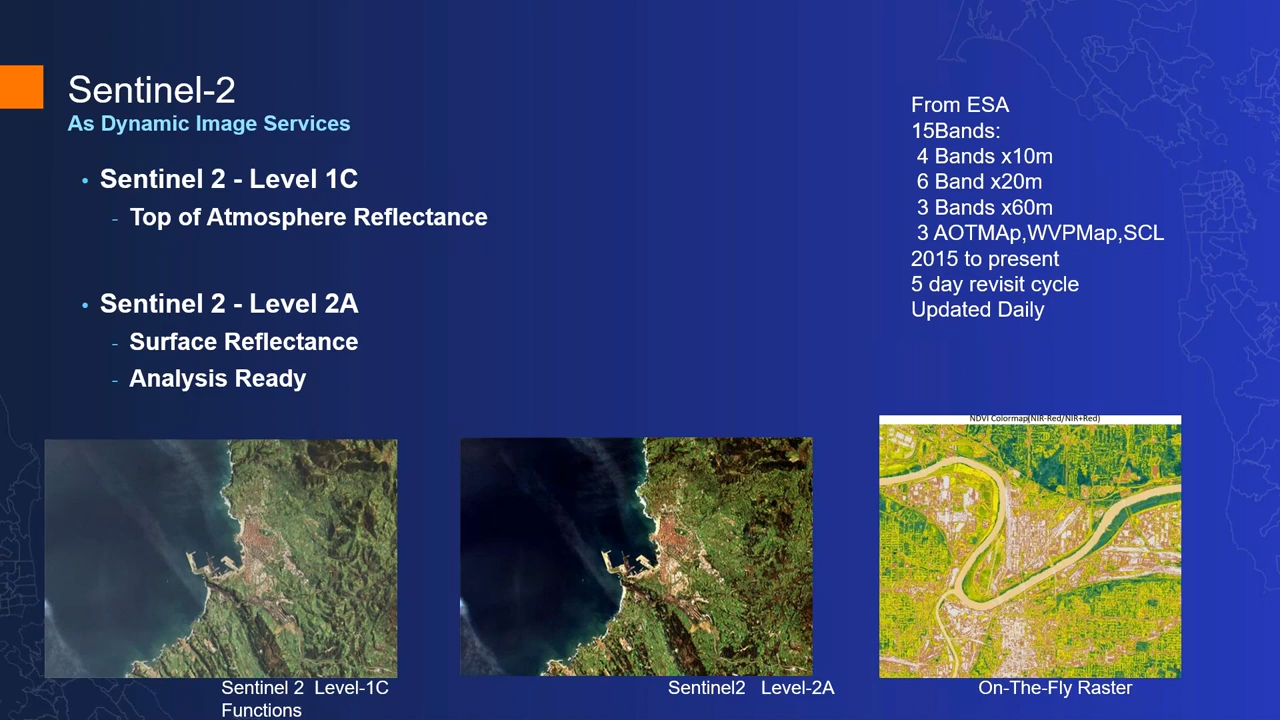 Sentinel-2
As Dynamic Image Services
• Sentinel 2 - Level 1C
- Top of Atmosphere Reflectance
• Sentinel 2 - Level 2A
- Surface Reflectance
- Analysis Ready
From ESA
15Bands:
4 Bands x10m
6 Band x20m
3 Bands x60m
3 AOTMAp,WVPMap,SCL
2015 to present
5 day revisit cycle
Updated Daily
NDVI Colormap(NIR-Red/NIR+Red)
Sentinel 2 Level-1C
Functions
Sentinel2 Level-2A
On-The-Fly Raster